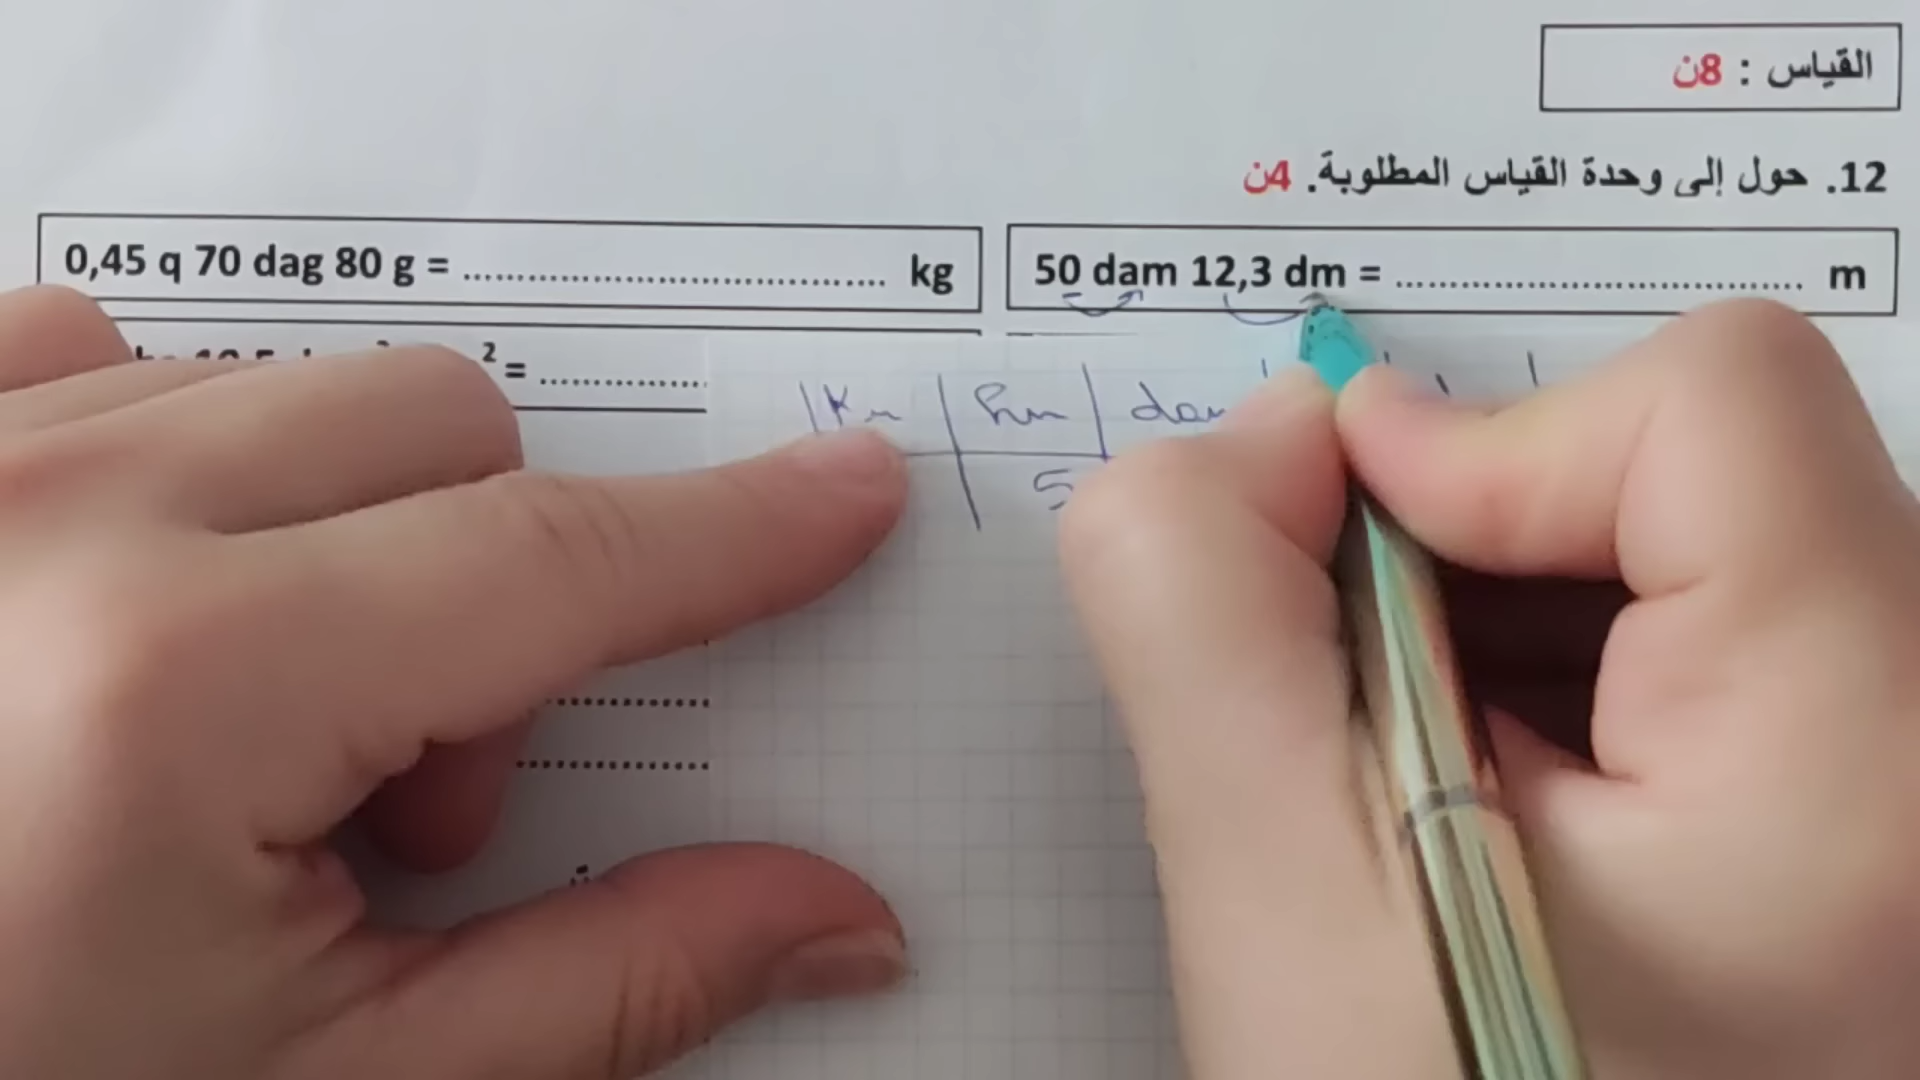 القياس : 8ن
12. حول إلى وحدة القياس المطلوبة. 4ن
50 dam 12,3 dm = ........................................ m
0,45 q 70 dag 80 g = ........................................ kg
² = ................
Km | hm | dam
5